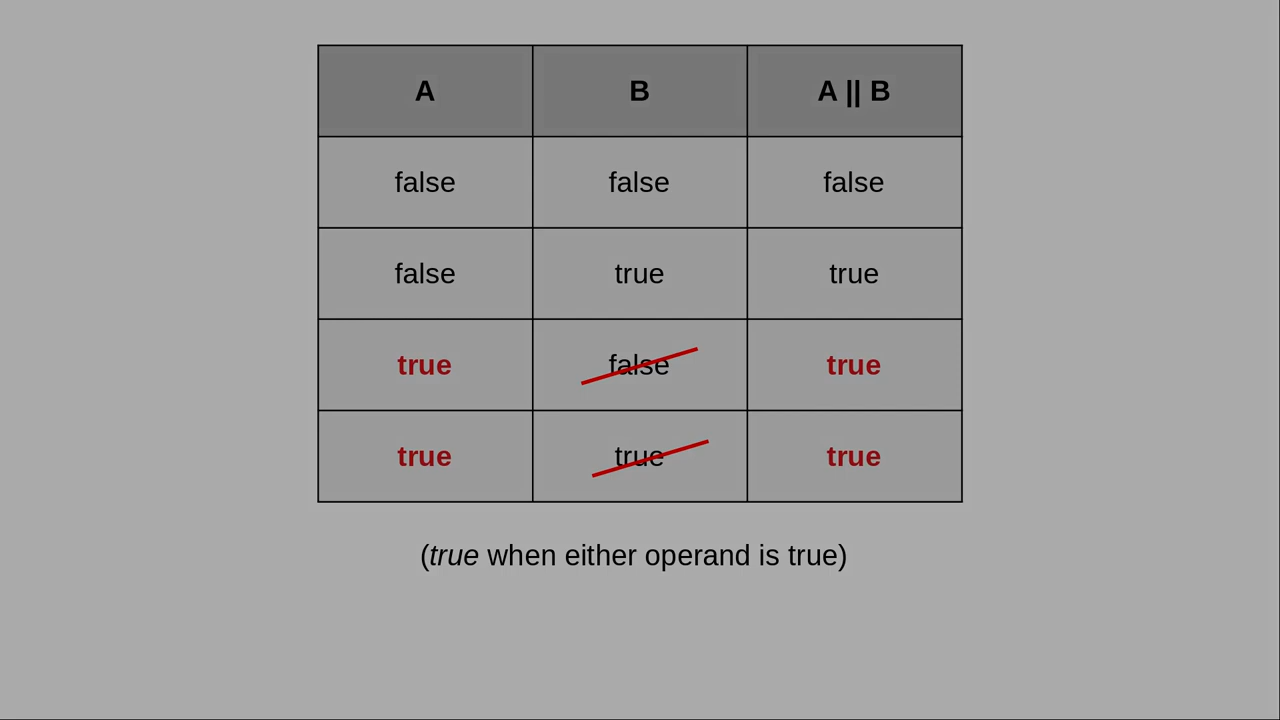 A B A || B
false false false
false true true
true false true
true true true
(true when either operand is true)